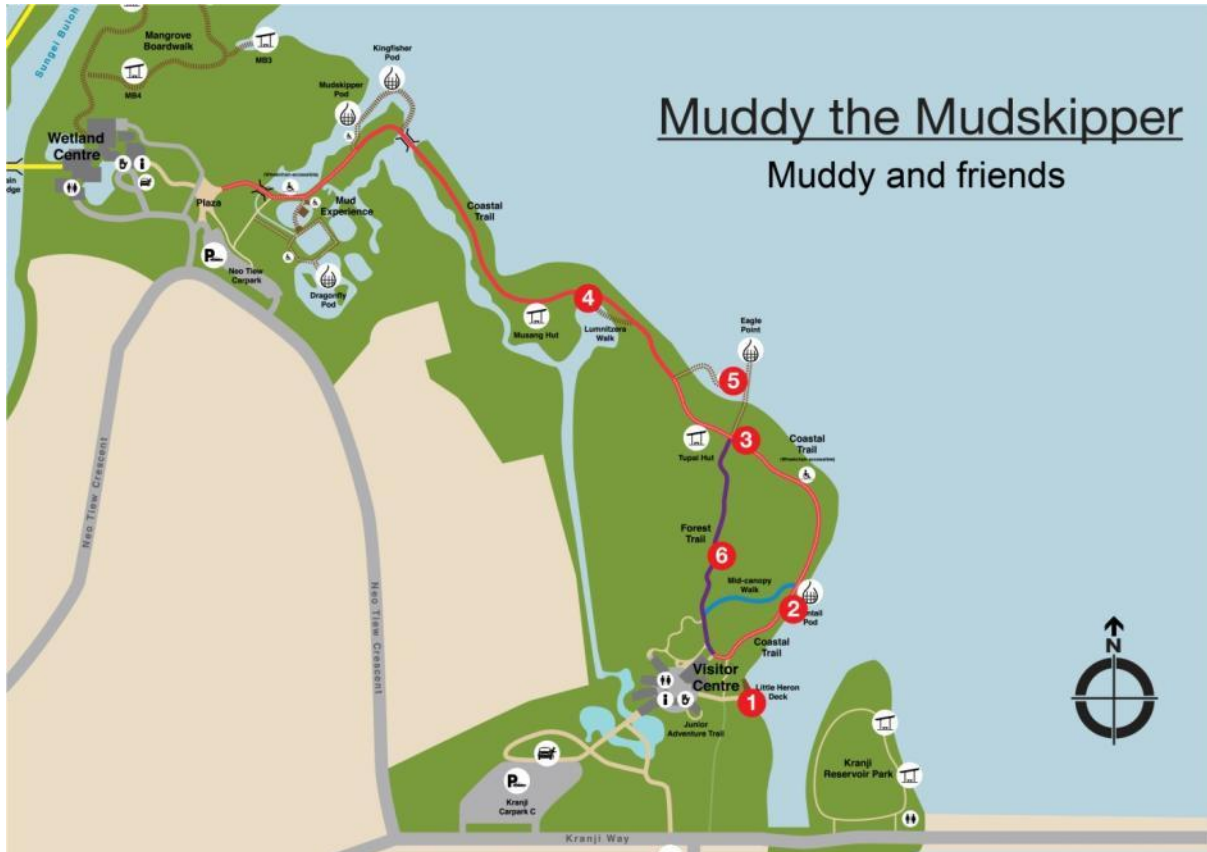 Muddy the Mudskipper
Muddy and friends
Sungei Buloh
Mangrove
Boardwalk
MB3
MB4
Kingfisher
Pod
Mudskipper
Pod
Wetland
Centre
Plaza
Mud
Experience
Coastal
Trail
P
Neo Tiew
Carpark
Dragonfly
Pod
4
Musang Hut
Lumnitzera
Walk
Eagle
Point
5
3
Tupai Hut
Coastal
Trail
(Wheelchair accessible)
Neo Tiew Crescent
Forest
Trail
6
Mid-canopy
Walk
2
Pod
Coastal
Trail
Neo Tiew Crescent
Visitor
Centre
Little Heron
Deck
1
Junior
Adventure Trail
N
Kranji
Reservoir Park
P
Kranji
Carpark C
Kranji Way